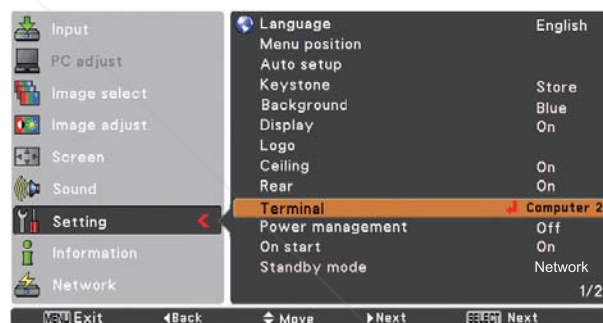 Input
PC adjust
Image select
Image adjust
Screen
Sound
Setting
Information
Network
Language English
Menu position
Auto setup
Keystone Store
Background Blue
Display On
Logo
Ceiling On
Rear On
Terminal Computer 2
Power management Off
On start On
Standby mode Network
1/2
MENU Exit Back Move Next SELECT Next